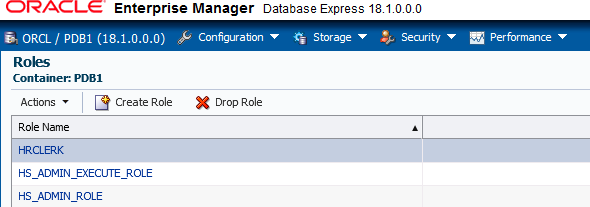 ORACLE Enterprise Manager Database Express 18.1.0.0.0
ORCL / PDB1 (18.1.0.0.0) Configuration Storage Security Performance
Roles
Container: PDB1
Actions Create Role Drop Role
Role Name
HRCLERK
HS_ADMIN_EXECUTE_ROLE
HS_ADMIN_ROLE